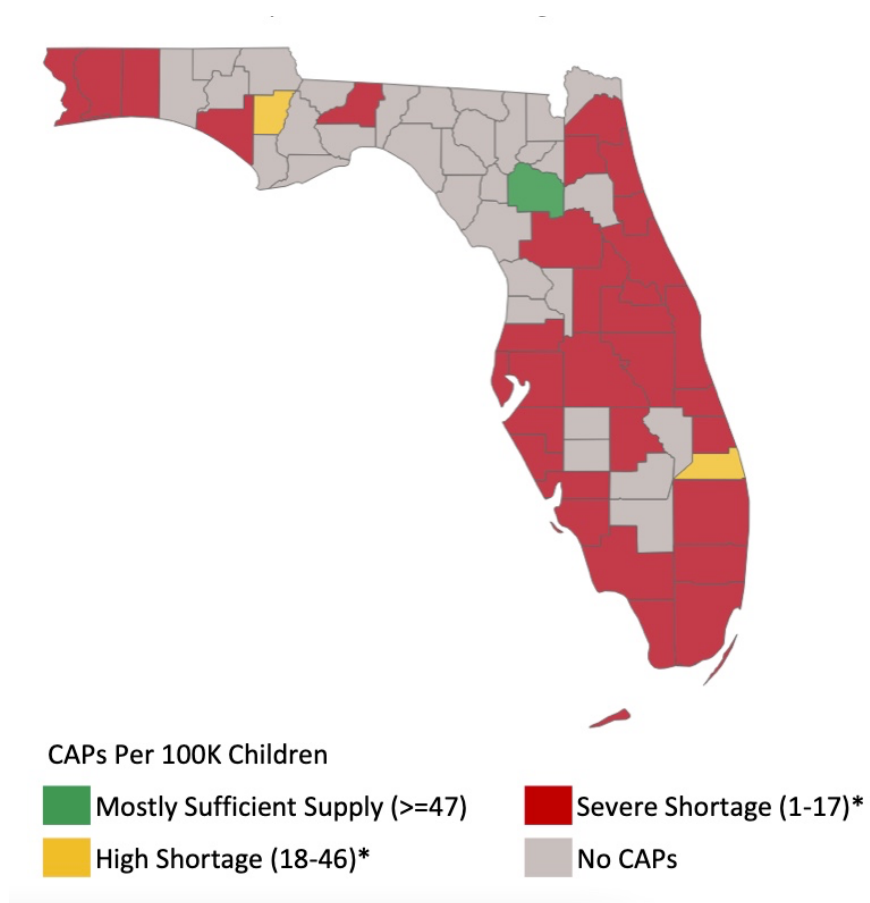 CAPs Per 100K Children
Mostly Sufficient Supply (>=47)
Severe Shortage (1-17)*
High Shortage (18-46)*
No CAPs